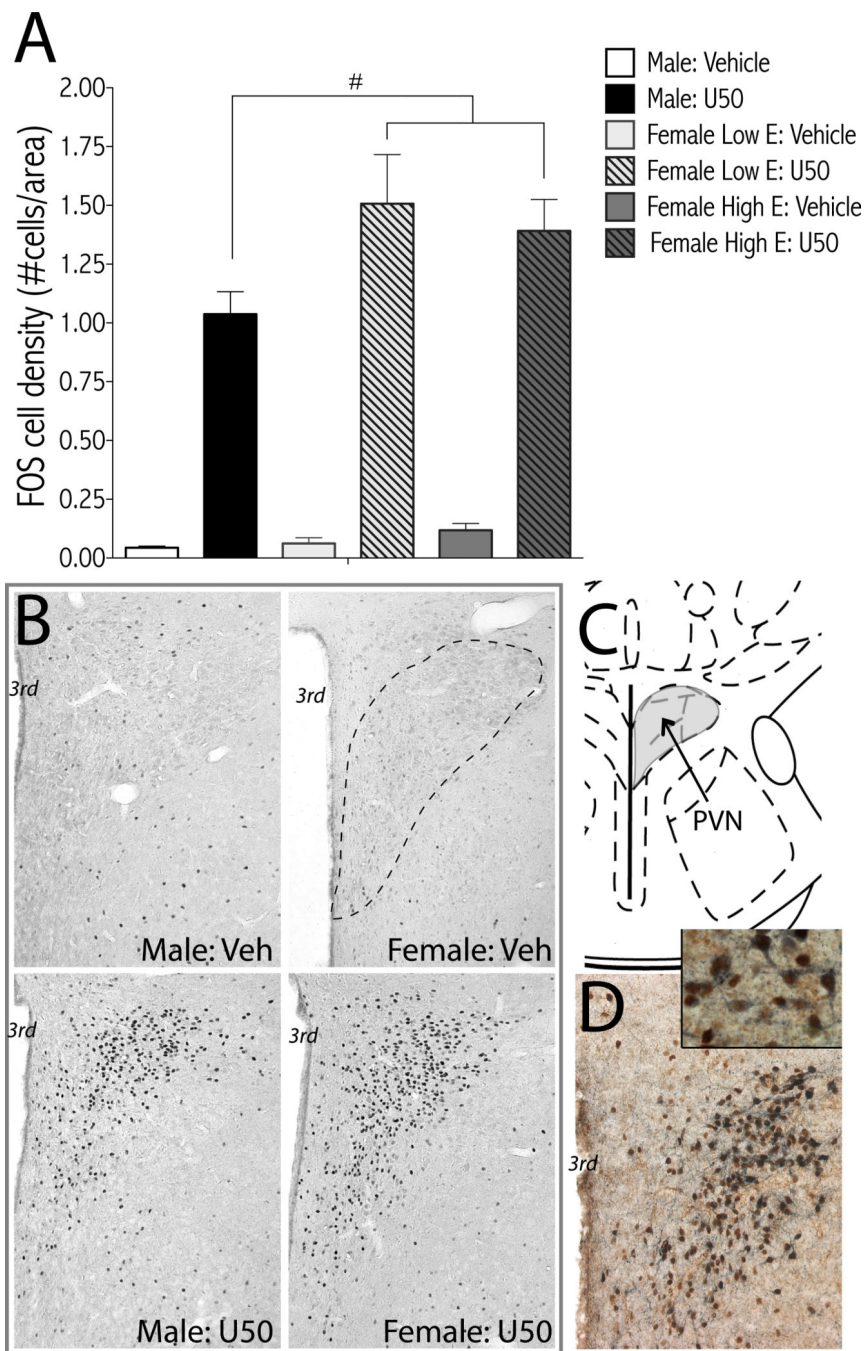 A
#
FOS cell density (#cells/area)
2.00
1.75
1.50
1.25
1.00
0.75
0.50
0.25
0.00
Male: Vehicle
Male: U50
Female Low E: Vehicle
Female Low E: U50
Female High E: Vehicle
Female High E: U50
B
3rd
Male: Veh
3rd
Female: Veh
3rd
Male: U50
3rd
Female: U50
C
PVN
D
3rd